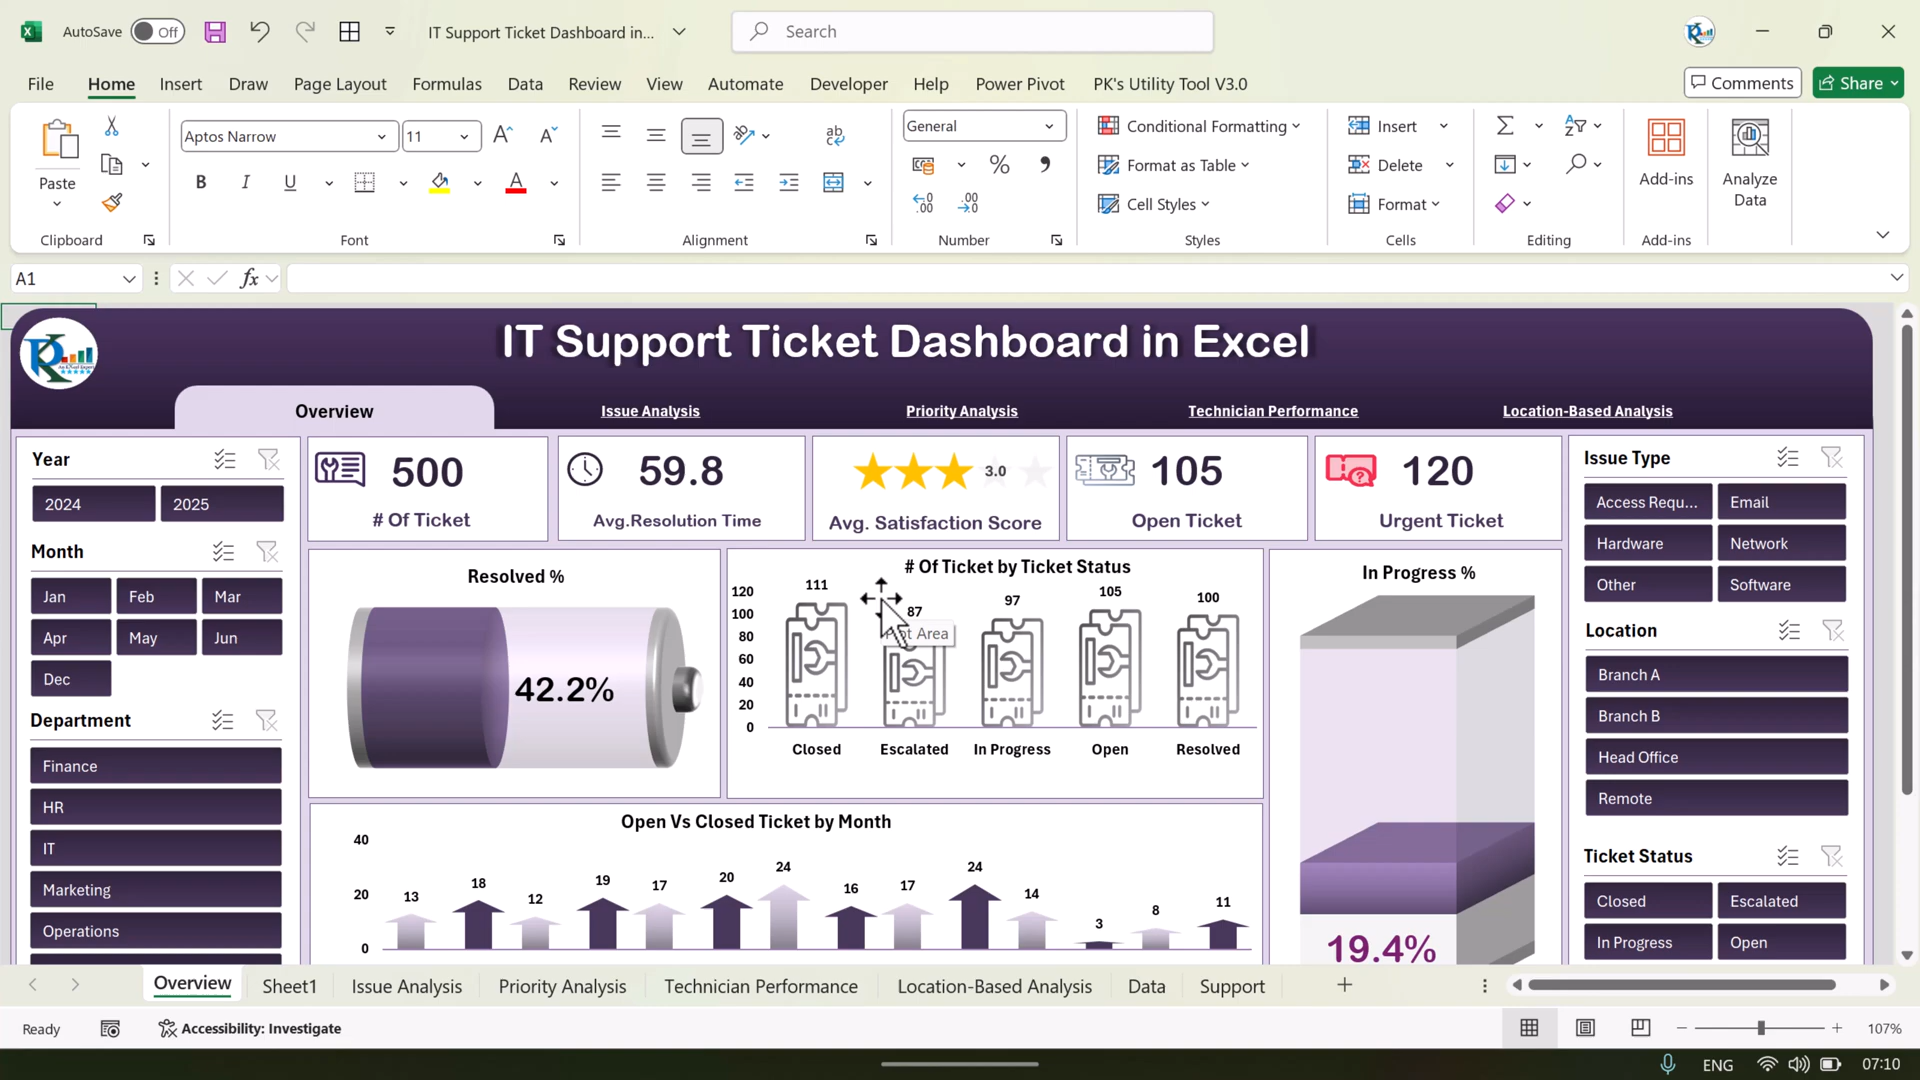 AutoSave Off
IT Support Ticket Dashboard in...
Search
File Home Insert Draw Page Layout Formulas Data Review View Automate Developer Help Power Pivot PK's Utility Tool V3.0
Comments Share
Paste
Clipboard
Aptos Narrow 11
B I U A
Font
ab
Alignment
General
% ,
Number
Conditional Formatting
Format as Table
Cell Styles
Styles
Insert
Delete
Format
Cells
Editing
Add-ins
Add-ins
Analyze Data
A1 fx
IT Support Ticket Dashboard in Excel
Overview Issue Analysis Priority Analysis Technician Performance Location-Based Analysis
Year
2024 2025
Month
Jan Feb Mar
Apr May Jun
Dec
Department
Finance
HR
IT
Marketing
Operations
500
# Of Ticket
59.8
Avg.Resolution Time
3.0
Avg. Satisfaction Score
105
Open Ticket
120
Urgent Ticket
Resolved %
42.2%
# Of Ticket by Ticket Status
120
100
80
60
40
20
0
111 87 97 105 100
Closed Escalated In Progress Open Resolved
In Progress %
19.4%
Open Vs Closed Ticket by Month
40
20
0
13 18 12 19 17 20 24 16 17 24 14 3 8 11
Issue Type
Access Requ... Email
Hardware Network
Other Software
Location
Branch A
Branch B
Head Office
Remote
Ticket Status
Closed Escalated
In Progress Open
Overview Sheet1 Issue Analysis Priority Analysis Technician Performance Location-Based Analysis Data Support
Ready Accessibility: Investigate 107%
ENG 07:10